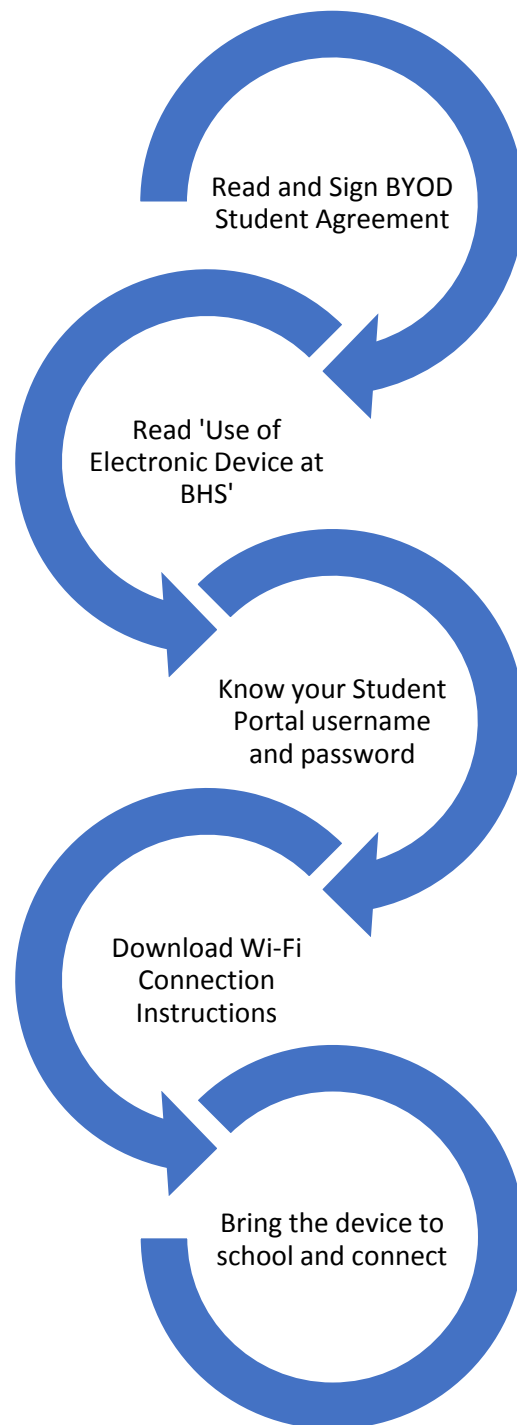 Read and Sign BYOD
Student Agreement
Read 'Use of
Electronic Device at
BHS'
Know your Student
Portal username
and password
Download Wi-Fi
Connection
Instructions
Bring the device to
school and connect